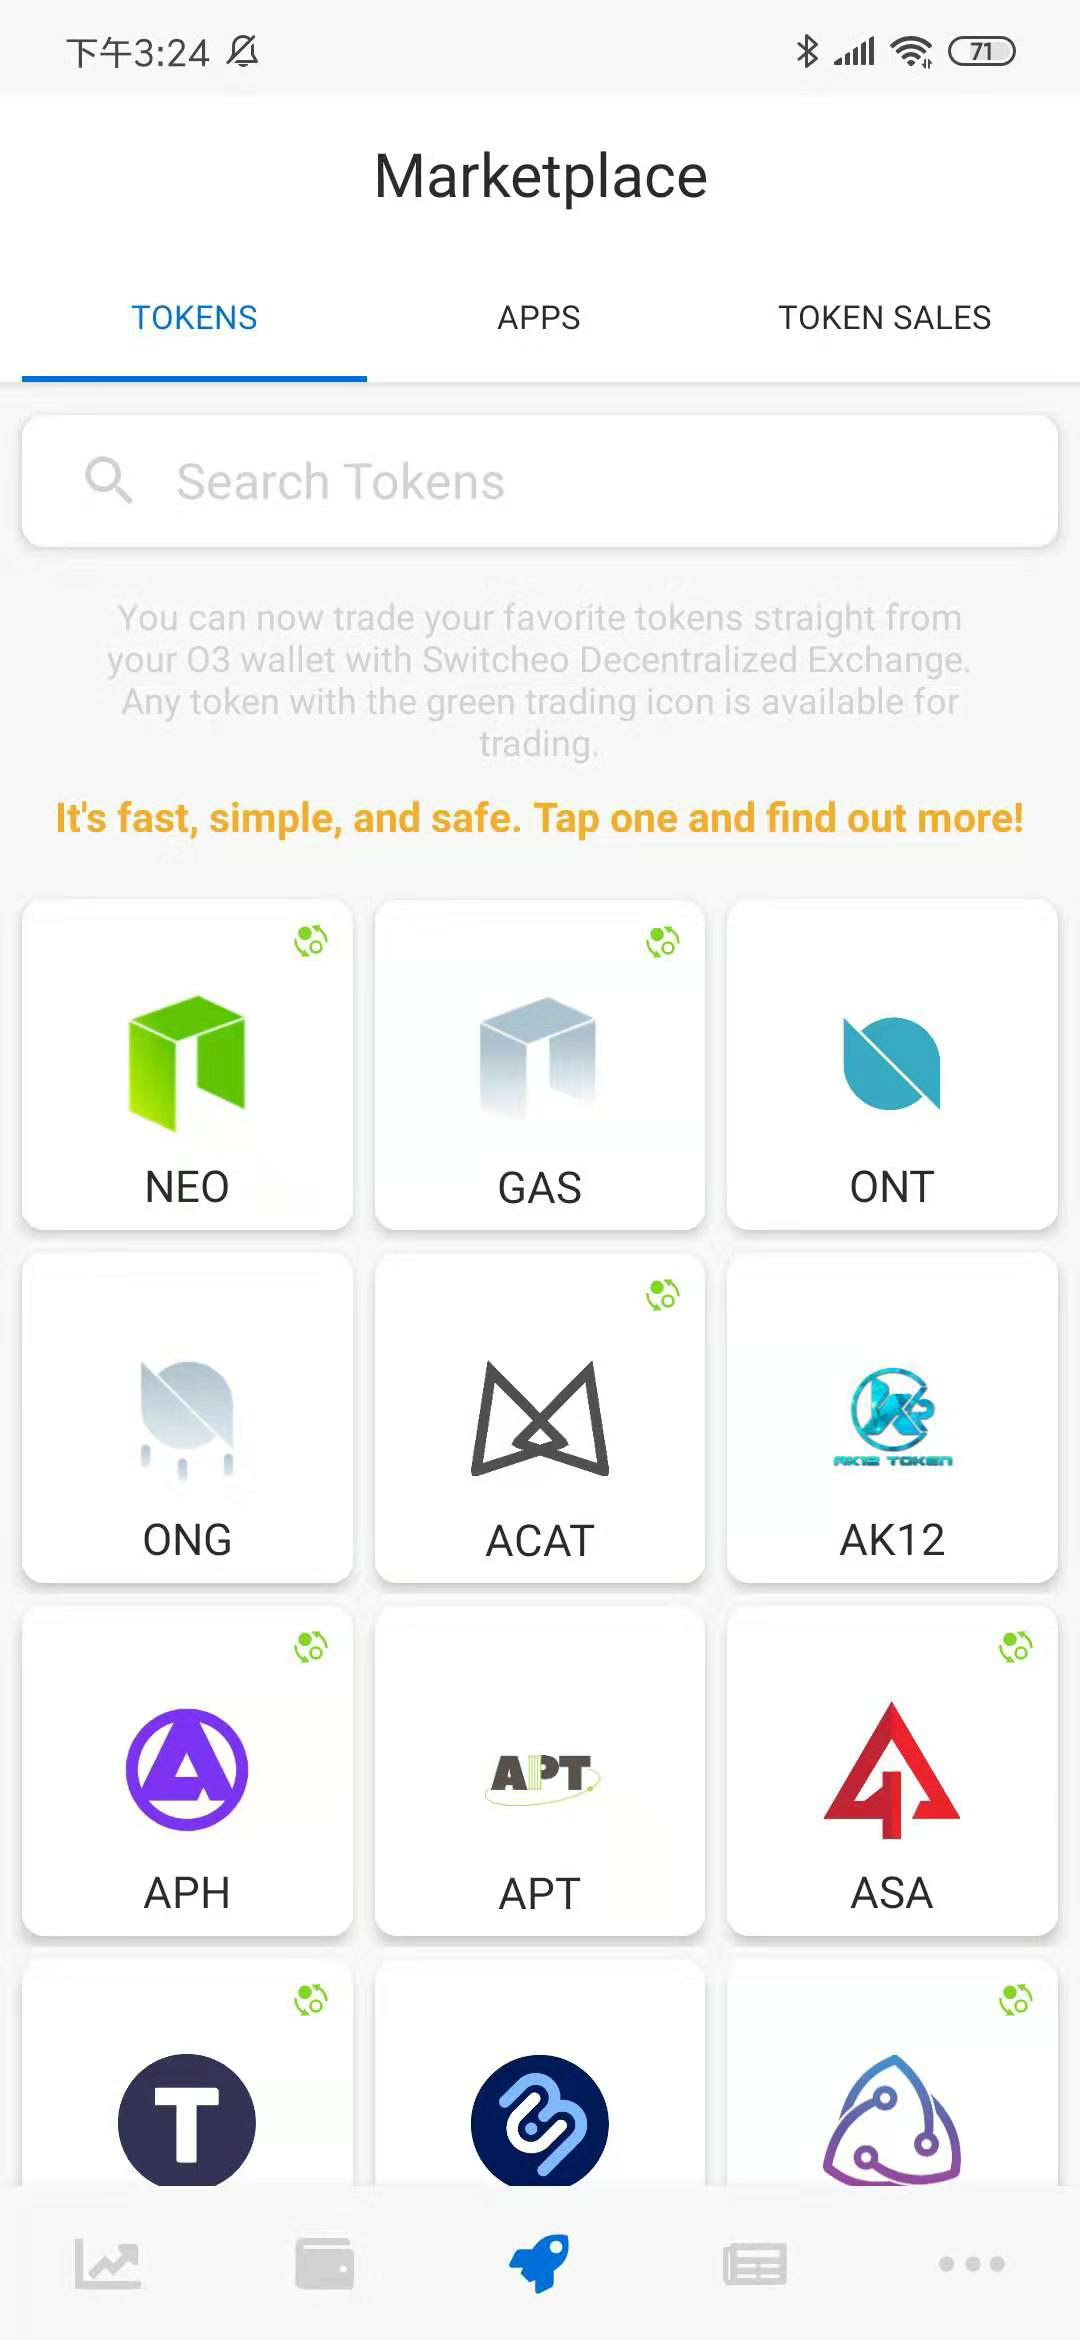 下午3:24
71
Marketplace
TOKENS
APPS
TOKEN SALES
Search Tokens
You can now trade your favorite tokens straight from
your O3 wallet with Switcheo Decentralized Exchange.
Any token with the green trading icon is available for
trading.
It's fast, simple, and safe. Tap one and find out more!
NEO
GAS
ONT
AK12 TOKEN
ONG
ACAT
AK12
APT
APH
APT
ASA
T